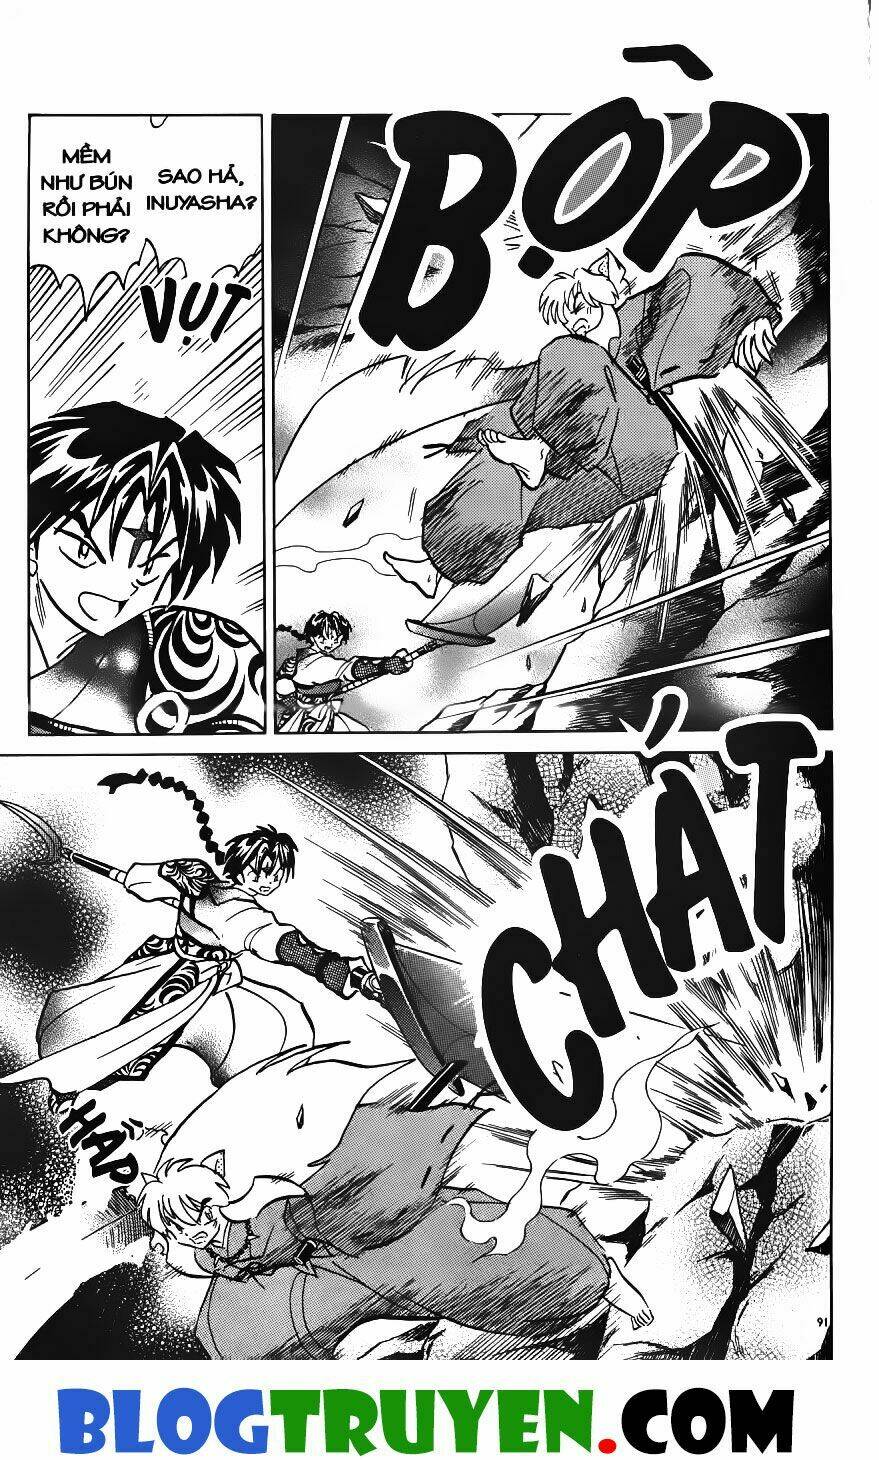 BỘP
SAO HẢ,
INUYASHA?
MỀM
NHƯ BÚN
RỒI PHẢI
KHÔNG?
VỤT
CHÁT
HẤP
91
BLOGTRUYEN.COM